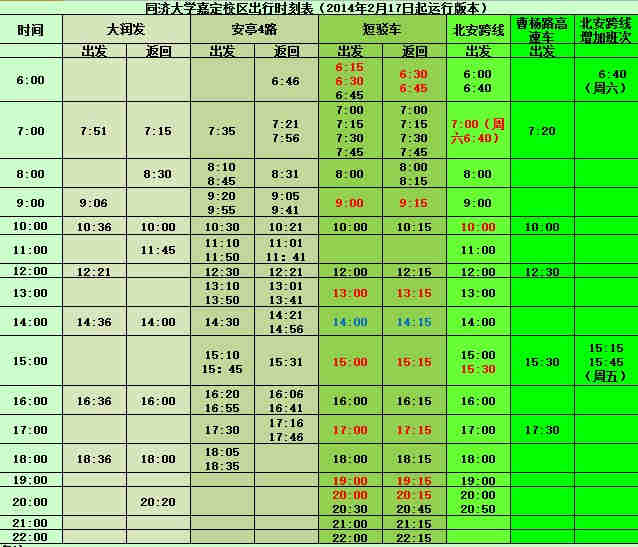 同济大学嘉定校区出行时刻表（2014年2月17日起运行版本）
时间 大润发 安亭4路 短驳车 北安跨线 曹杨路高速车 北安跨线增加班次
出发 返回 出发 返回 出发 返回 出发 出发
6:00 6:46 6:15 6:30 6:45 6:30 6:45 6:00 6:40 6:40（周六）
7:00 7:51 7:15 7:35 7:21 7:56 7:00 7:15 7:30 7:45 7:00 7:15 7:30 7:45 7:00（周六6:40） 7:20
8:00 8:30 8:10 8:45 8:31 8:00 8:00 8:15 8:00
9:00 9:06 9:20 9:55 9:05 9:41 9:00 9:15 9:00
10:00 10:36 10:00 10:30 10:21 10:00 10:15 10:00 10:00
11:00 11:45 11:10 11:50 11:01 11：41 11:00
12:00 12:21 12:30 12:21 12:00 12:15 12:00 12:30
13:00 13:10 13:50 13:01 13:41 13:00 13:15 13:00
14:00 14:36 14:00 14:30 14:21 14:56 14:00 14:15 14:00
15:00 15:10 15：45 15:31 15:00 15:15 15:00 15:30 15:30 15:15 15:45（周五）
16:00 16:36 16:00 16:20 16:55 16:06 16:41 16:00 16:15 16:00
17:00 17:30 17:16 17:46 17:00 17:15 17:00 17:30
18:00 18:36 18:00 18:05 18:35 18:00 18:15 18:00
19:00 19:00 19:15 19:00
20:00 20:20 20:00 20:30 20:15 20:45 20:00 20:50
21:00 21:00 21:15
22:00 22:00 22:15